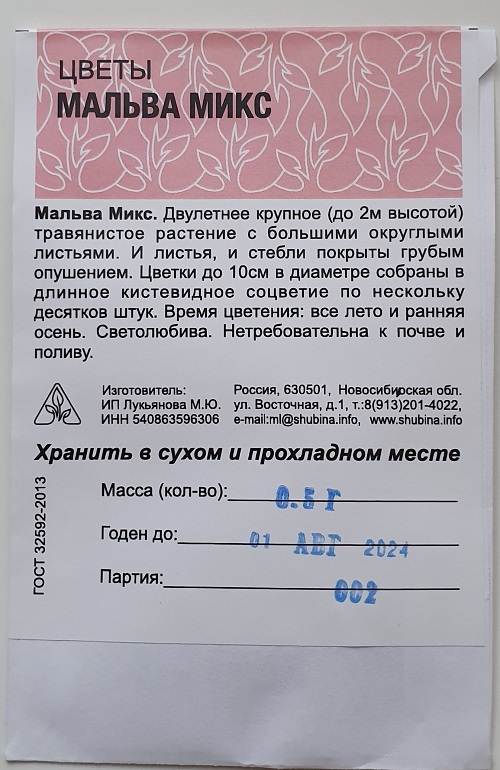 ЦВЕТЫ
МАЛЬВА МИКС
Мальва Микс. Двулетнее крупное (до 2м высотой)
травянистое растение с большими округлыми
листьями. И листья, и стебли покрыты грубым
опушением. Цветки до 10см в диаметре собраны в
длинное кистевидное соцветие по нескольку
десятков штук. Время цветения: все лето и ранняя
осень. Светолюбива. Нетребовательна к почве и
поливу.
Изготовитель:
ИП Лукьянова М.Ю.
ИНН 540863596306
Россия, 630501, Новосибирская обл.
ул. Восточная, д.1, т.:8(913)201-4022,
e-mail:ml@shubina.info, www.shubina.info
Хранить в сухом и прохладном месте
Масса (кол-во): 0.5 Г
Годен до: 01 АВГ 2024
Партия: 002
ГОСТ 32592-2013